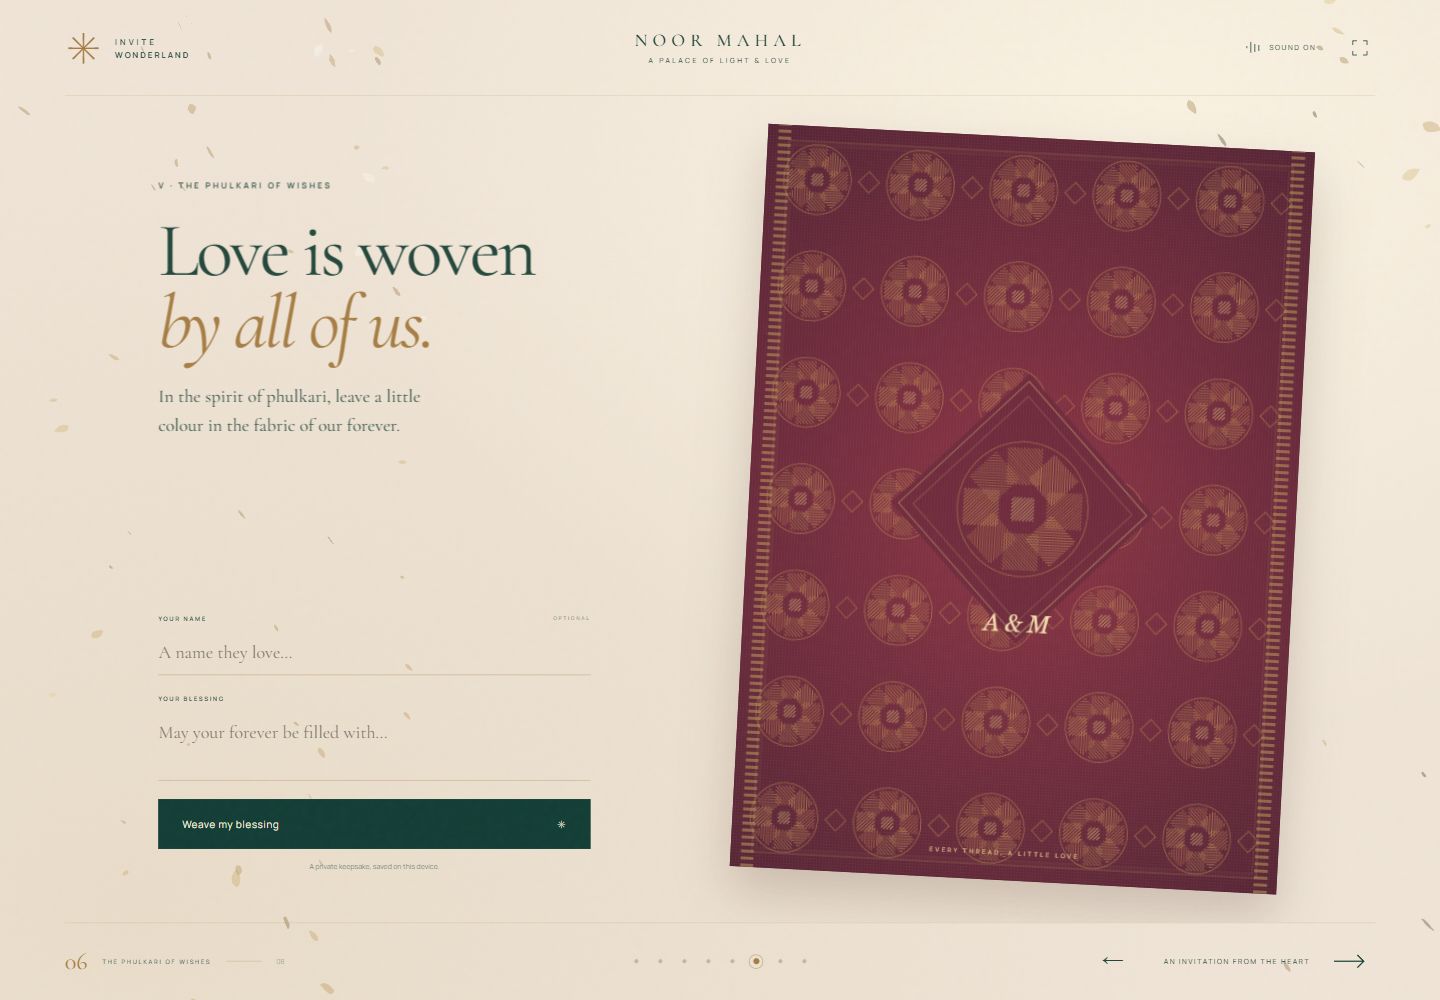 INVITE
WONDERLAND
NOOR MAHAL
A PALACE OF LIGHT & LOVE
SOUND ON
V · THE PHULKARI OF WISHES
Love is woven
by all of us.
In the spirit of phulkari, leave a little
colour in the fabric of our forever.
YOUR NAME
OPTIONAL
A name they love...
YOUR BLESSING
May your forever be filled with...
Weave my blessing
A private keepsake, saved on this device.
A & M
EVERY THREAD, A LITTLE LOVE
06 THE PHULKARI OF WISHES 08
AN INVITATION FROM THE HEART